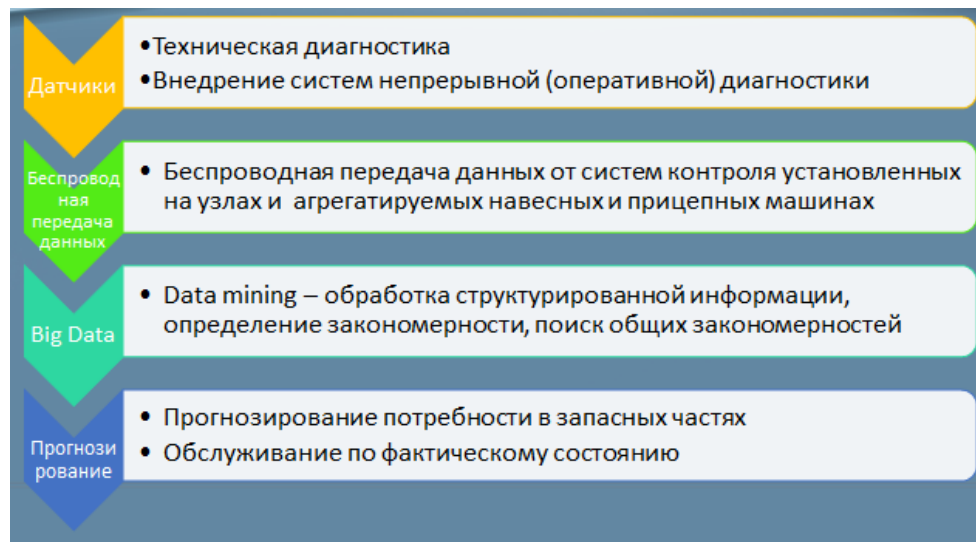 Датчики
•Техническая диагностика
•Внедрение систем непрерывной (оперативной) диагностики
Беспровод
ная
передача
данных
• Беспроводная передача данных от систем контроля установленных
на узлах и агрегатируемых навесных и прицепных машинах
Big Data
• Data mining – обработка структурированной информации,
определение закономерности, поиск общих закономерностей
Прогнози
рование
• Прогнозирование потребности в запасных частях
• Обслуживание по фактическому состоянию